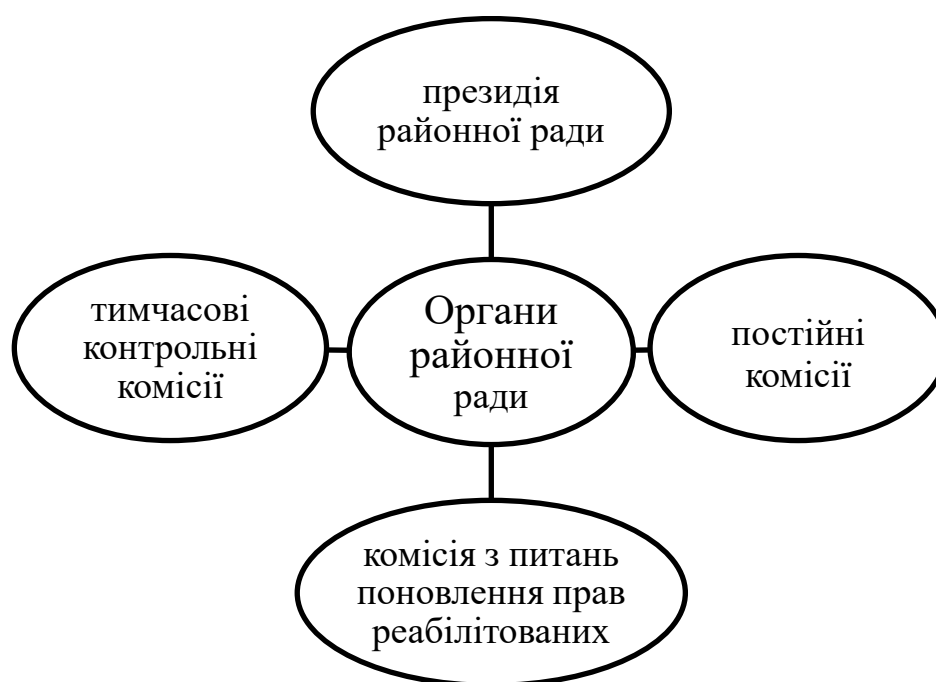 президія
районної ради
тимчасові
контрольні
комісії
Органи
районної
ради
постійні
комісії
комісія з питань
поновлення прав
реабілітованих